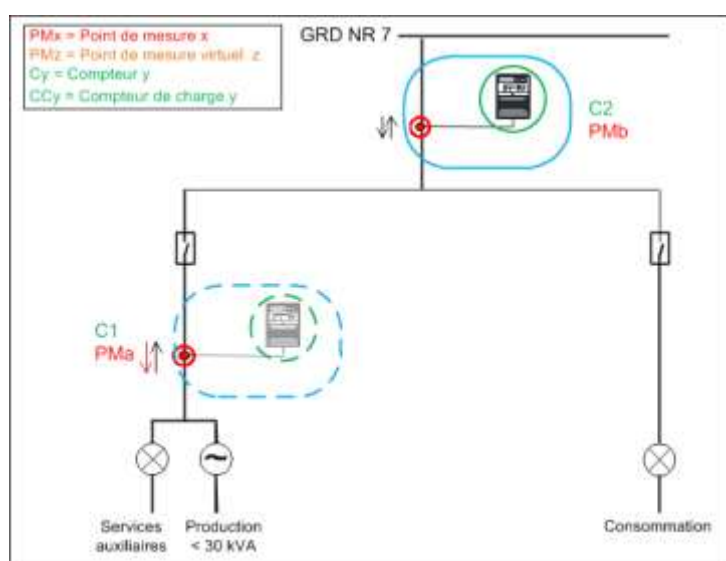 GRD NR 7
PMx = Point de mesure x
PMz = Point de mesure virtuel z
Cy = Compteur y
CCy = Compteur de charge y
C2
PMb
C1
PMa
Services
auxiliaires
Production
< 30 kVA
Consommation